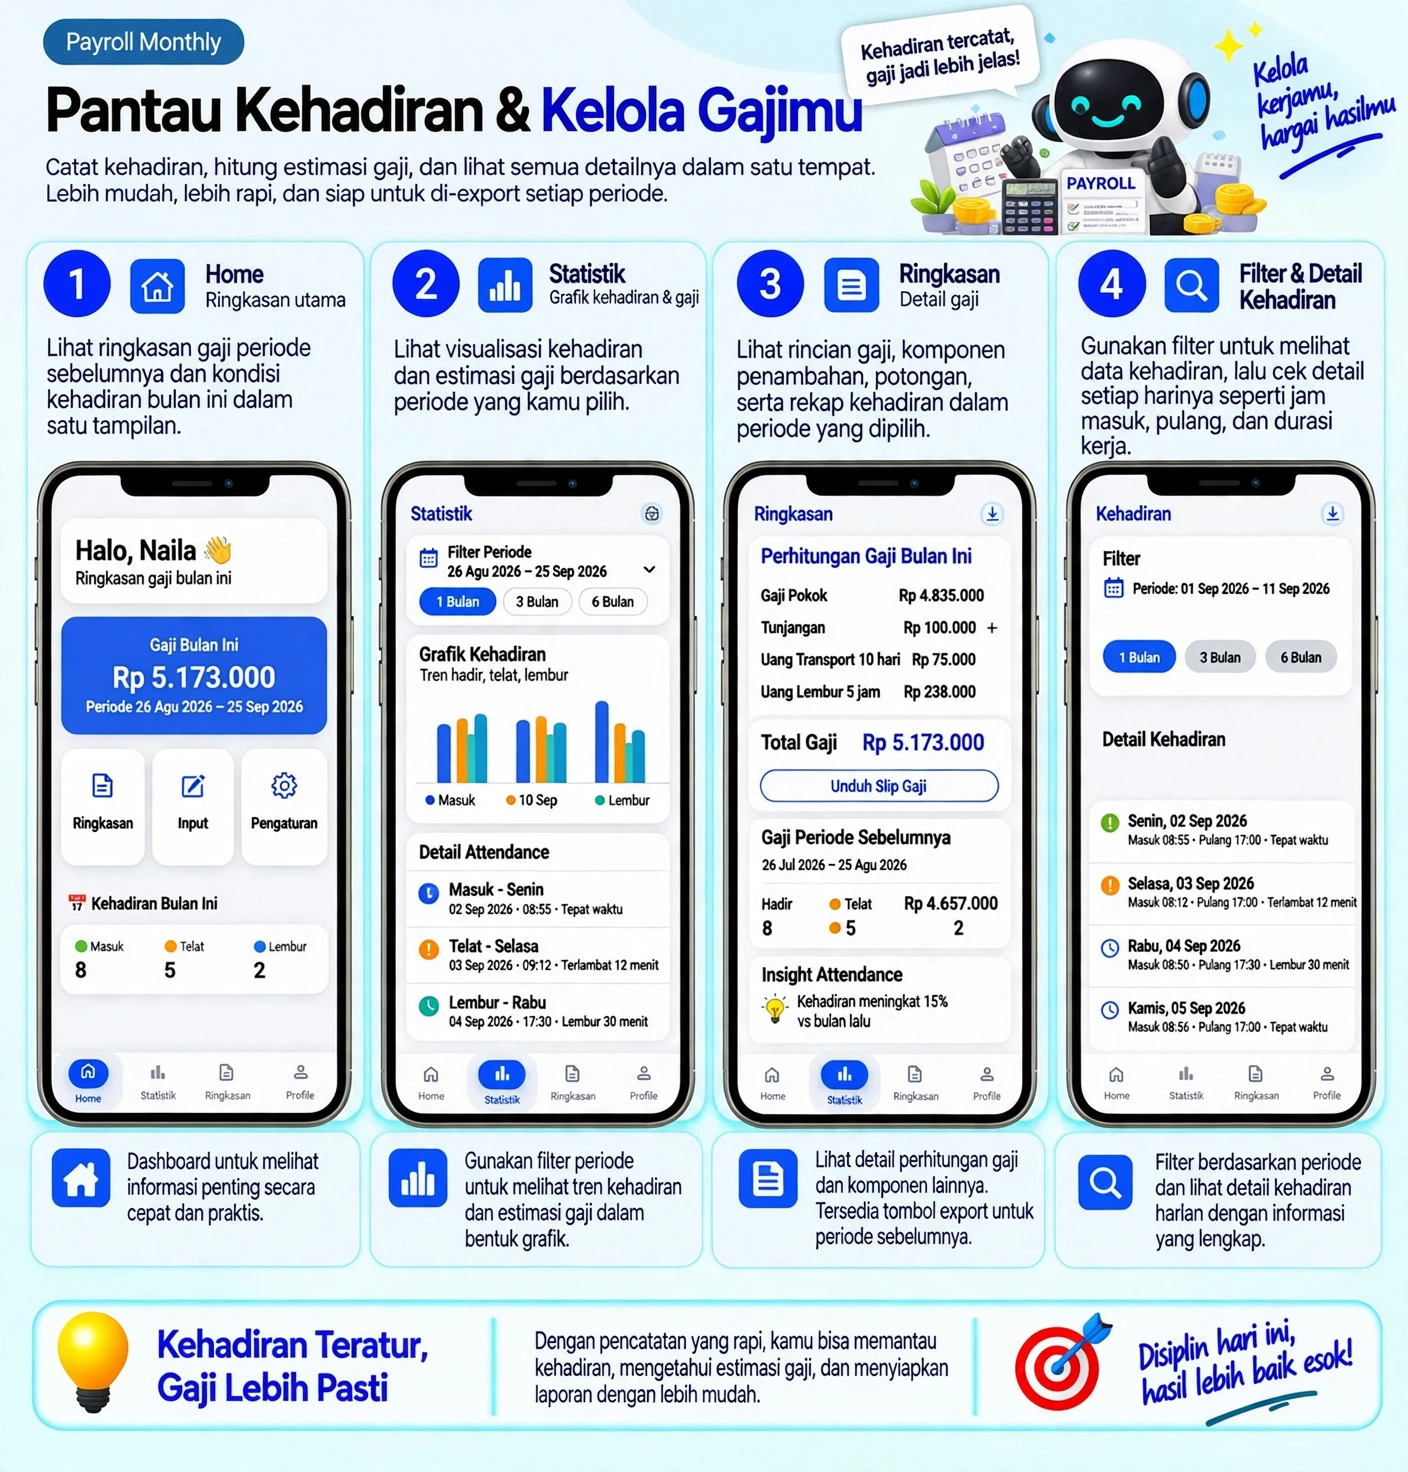 Payroll Monthly
Pantau Kehadiran & Kelola Gajimu
Catat kehadiran, hitung estimasi gaji, dan lihat semua detailnya dalam satu tempat.
Lebih mudah, lebih rapi, dan siap untuk di-export setiap periode.
Kehadiran tercatat,
gaji jadi lebih jelas!
PAYROLL
Kelola
kerjamu,
hargai hasilmu
1
Home
Ringkasan utama
Lihat ringkasan gaji periode
sebelumnya dan kondisi
kehadiran bulan ini dalam
satu tampilan.
Halo, Naila 👋
Ringkasan gaji bulan ini
Gaji Bulan Ini
Rp 5.173.000
Periode 26 Agu 2026 – 25 Sep 2026
Ringkasan Input Pengaturan
Kehadiran Bulan Ini
Masuk Telat Lembur
8 5 2
Home Statistik Ringkasan Profile
Dashboard untuk melihat
informasi penting secara
cepat dan praktis.
2
Statistik
Grafik kehadiran & gaji
Lihat visualisasi kehadiran
dan estimasi gaji berdasarkan
periode yang kamu pilih.
Statistik
Filter Periode
26 Agu 2026 – 25 Sep 2026
1 Bulan 3 Bulan 6 Bulan
Grafik Kehadiran
Tren hadir, telat, lembur
Masuk 10 Sep Lembur
Detail Attendance
Masuk - Senin
02 Sep 2026 • 08:55 • Tepat waktu
Telat - Selasa
03 Sep 2026 • 09:12 • Terlambat 12 menit
Lembur - Rabu
04 Sep 2026 • 17:30 • Lembur 30 menit
Home Statistik Ringkasan Profile
Gunakan filter periode
untuk melihat tren kehadiran
dan estimasi gaji dalam
bentuk grafik.
3
Ringkasan
Detail gaji
Lihat rincian gaji, komponen
penambahan, potongan,
serta rekap kehadiran dalam
periode yang dipilih.
Ringkasan
Perhitungan Gaji Bulan Ini
Gaji Pokok Rp 4.835.000
Tunjangan Rp 100.000 +
Uang Transport 10 hari Rp 75.000
Uang Lembur 5 jam Rp 238.000
Total Gaji Rp 5.173.000
Unduh Slip Gaji
Gaji Periode Sebelumnya
26 Jul 2026 – 25 Agu 2026
Hadir Telat Rp 4.657.000
8 5 2
Insight Attendance
Kehadiran meningkat 15%
vs bulan lalu
Home Statistik Ringkasan Profile
Lihat detail perhitungan gaji
dan komponen lainnya.
Tersedia tombol export untuk
periode sebelumnya.
4
Filter & Detail
Kehadiran
Gunakan filter untuk melihat
data kehadiran, lalu cek detail
setiap harinya seperti jam
masuk, pulang, dan durasi
kerja.
Kehadiran
Filter
Periode: 01 Sep 2026 – 11 Sep 2026
1 Bulan 3 Bulan 6 Bulan
Detail Kehadiran
Senin, 02 Sep 2026
Masuk 08:55 • Pulang 17:00 • Tepat waktu
Selasa, 03 Sep 2026
Masuk 08:12 • Pulang 17:00 • Terlambat 12 menit
Rabu, 04 Sep 2026
Masuk 08:50 • Pulang 17:30 • Lembur 30 menit
Kamis, 05 Sep 2026
Masuk 08:56 • Pulang 17:00 • Tepat waktu
Home Statistik Ringkasan Profile
Filter berdasarkan periode
dan lihat detail kehadiran
harlan dengan informasi
yang lengkap.
Kehadiran Teratur,
Gaji Lebih Pasti
Dengan pencatatan yang rapi, kamu bisa memantau
kehadiran, mengetahui estimasi gaji, dan menyiapkan
laporan dengan lebih mudah.
Disiplin hari ini,
hasil lebih baik esok!